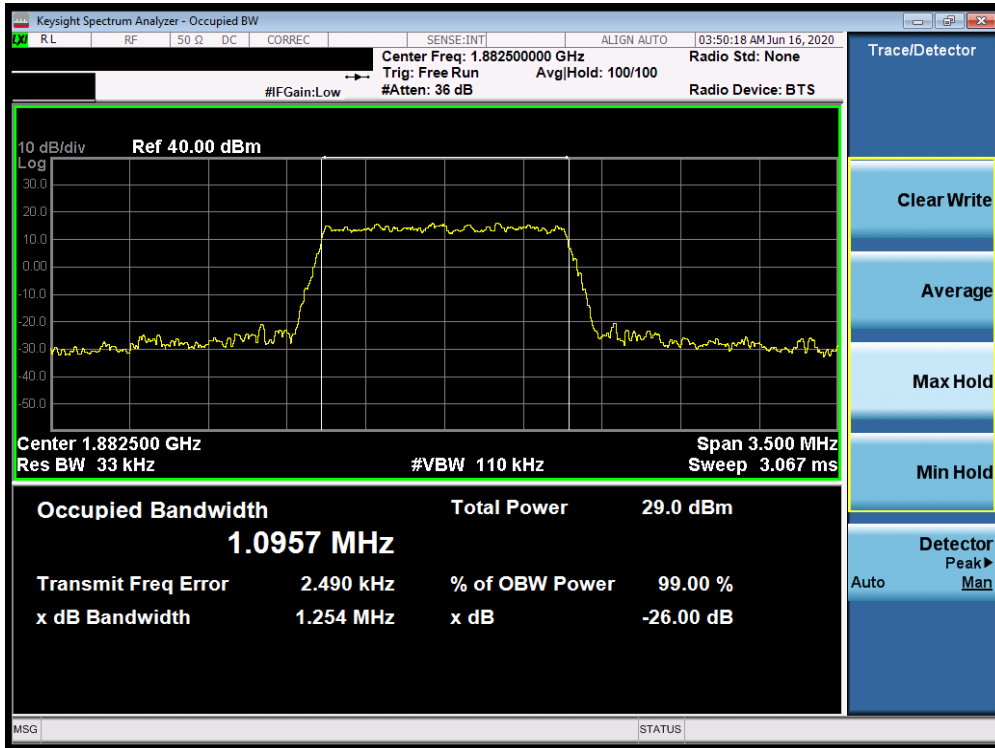 Keysight Spectrum Analyzer - Occupied BW
LXI RL RF 50 Ω DC CORREC SENSE:INT ALIGN AUTO 03:50:18 AM Jun 16, 2020
Center Freq: 1.882500000 GHz Radio Std: None
Trig: Free Run Avg|Hold: 100/100
#IFGain:Low #Atten: 36 dB Radio Device: BTS
10 dB/div Ref 40.00 dBm
Log
30.0
20.0
10.0
0.00
-10.0
-20.0
-30.0
-40.0
-50.0
Center 1.882500 GHz Span 3.500 MHz
Res BW 33 kHz #VBW 110 kHz Sweep 3.067 ms
Occupied Bandwidth Total Power 29.0 dBm
1.0957 MHz
Transmit Freq Error 2.490 kHz % of OBW Power 99.00 %
x dB Bandwidth 1.254 MHz x dB -26.00 dB
Trace/Detector
Clear Write
Average
Max Hold
Min Hold
Detector
Peak▶
Auto Man
MSG STATUS